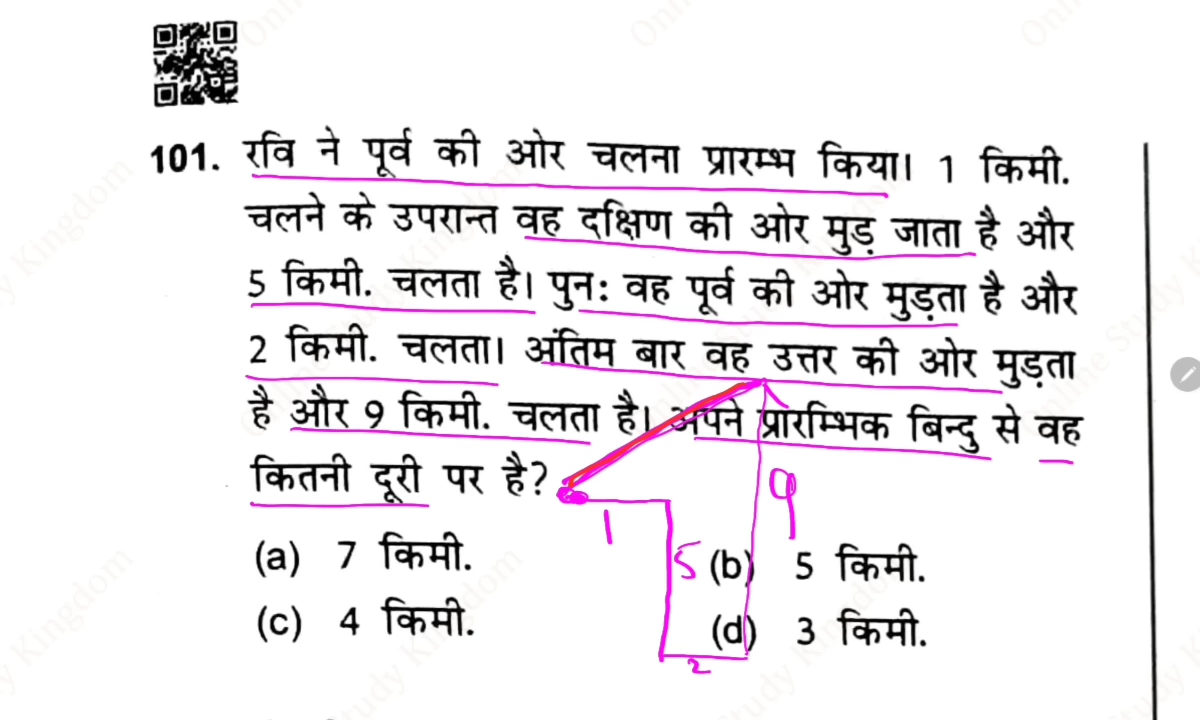 101. रवि ने पूर्व की ओर चलना प्रारम्भ किया। 1 किमी.
चलने के उपरान्त वह दक्षिण की ओर मुड़ जाता है और
5 किमी. चलता है। पुनः वह पूर्व की ओर मुड़ता है और
2 किमी. चलता। अंतिम बार वह उत्तर की ओर मुड़ता
है और 9 किमी. चलता है। अपने प्रारम्भिक बिन्दु से वह
कितनी दूरी पर है?
1
9
(a) 7 किमी.
5
(b) 5 किमी.
(c) 4 किमी.
(d) 3 किमी.
2